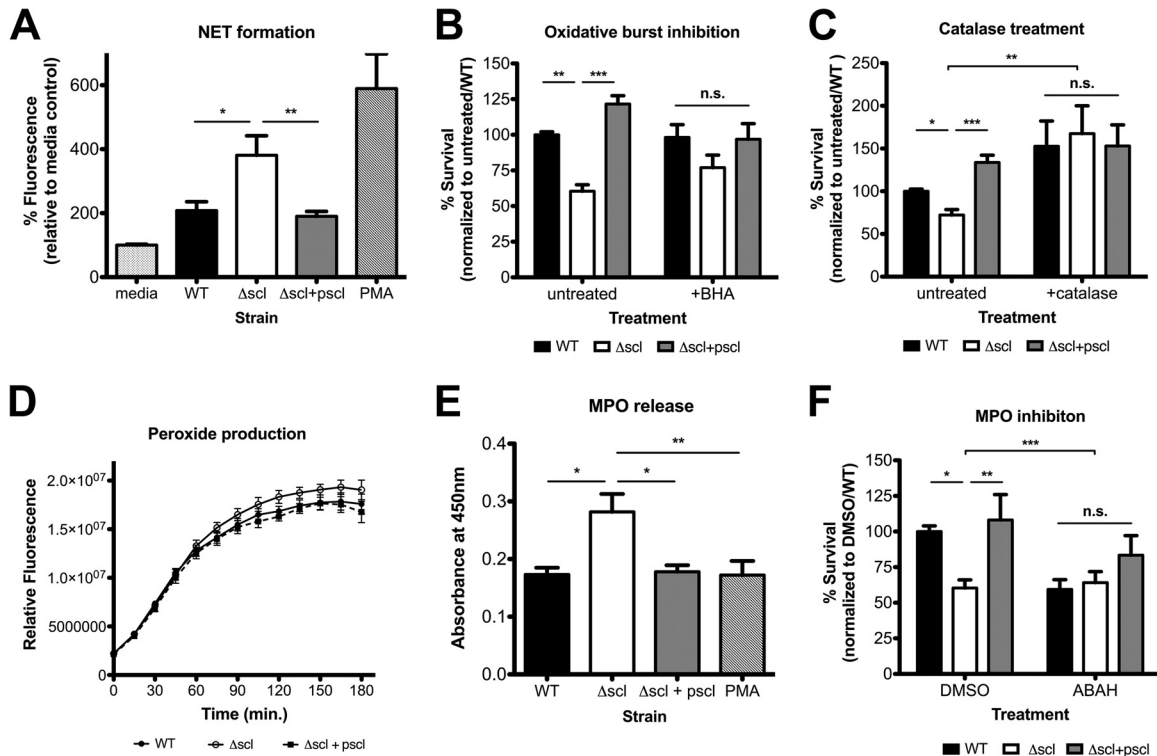 A
NET formation
% Fluorescence
(relative to media control)
600
400
200
0
* **
media WT Δscl Δscl+pscl PMA
Strain
B
Oxidative burst inhibition
% Survival
(normalized to untreated/WT)
150
125
100
75
50
25
0
** ***
n.s.
untreated +BHA
Treatment
WT Δscl Δscl+pscl
C
Catalase treatment
% Survival
(normalized to untreated/WT)
250
200
150
100
50
0
**
* ***
n.s.
untreated +catalase
Treatment
WT Δscl Δscl+pscl
D
Peroxide production
Relative Fluorescence
2.0×10⁰⁷
1.5×10⁰⁷
1.0×10⁰⁷
5000000
0
0 30 60 90 120 150 180
Time (min.)
WT Δscl Δscl + pscl
E
MPO release
Absorbance at 450nm
0.4
0.3
0.2
0.1
0.0
**
* *
WT Δscl Δscl + pscl PMA
Strain
F
MPO inhibiton
% Survival
(normalized to DMSO/WT)
150
125
100
75
50
25
0
***
* **
n.s.
DMSO ABAH
Treatment
WT Δscl Δscl+pscl